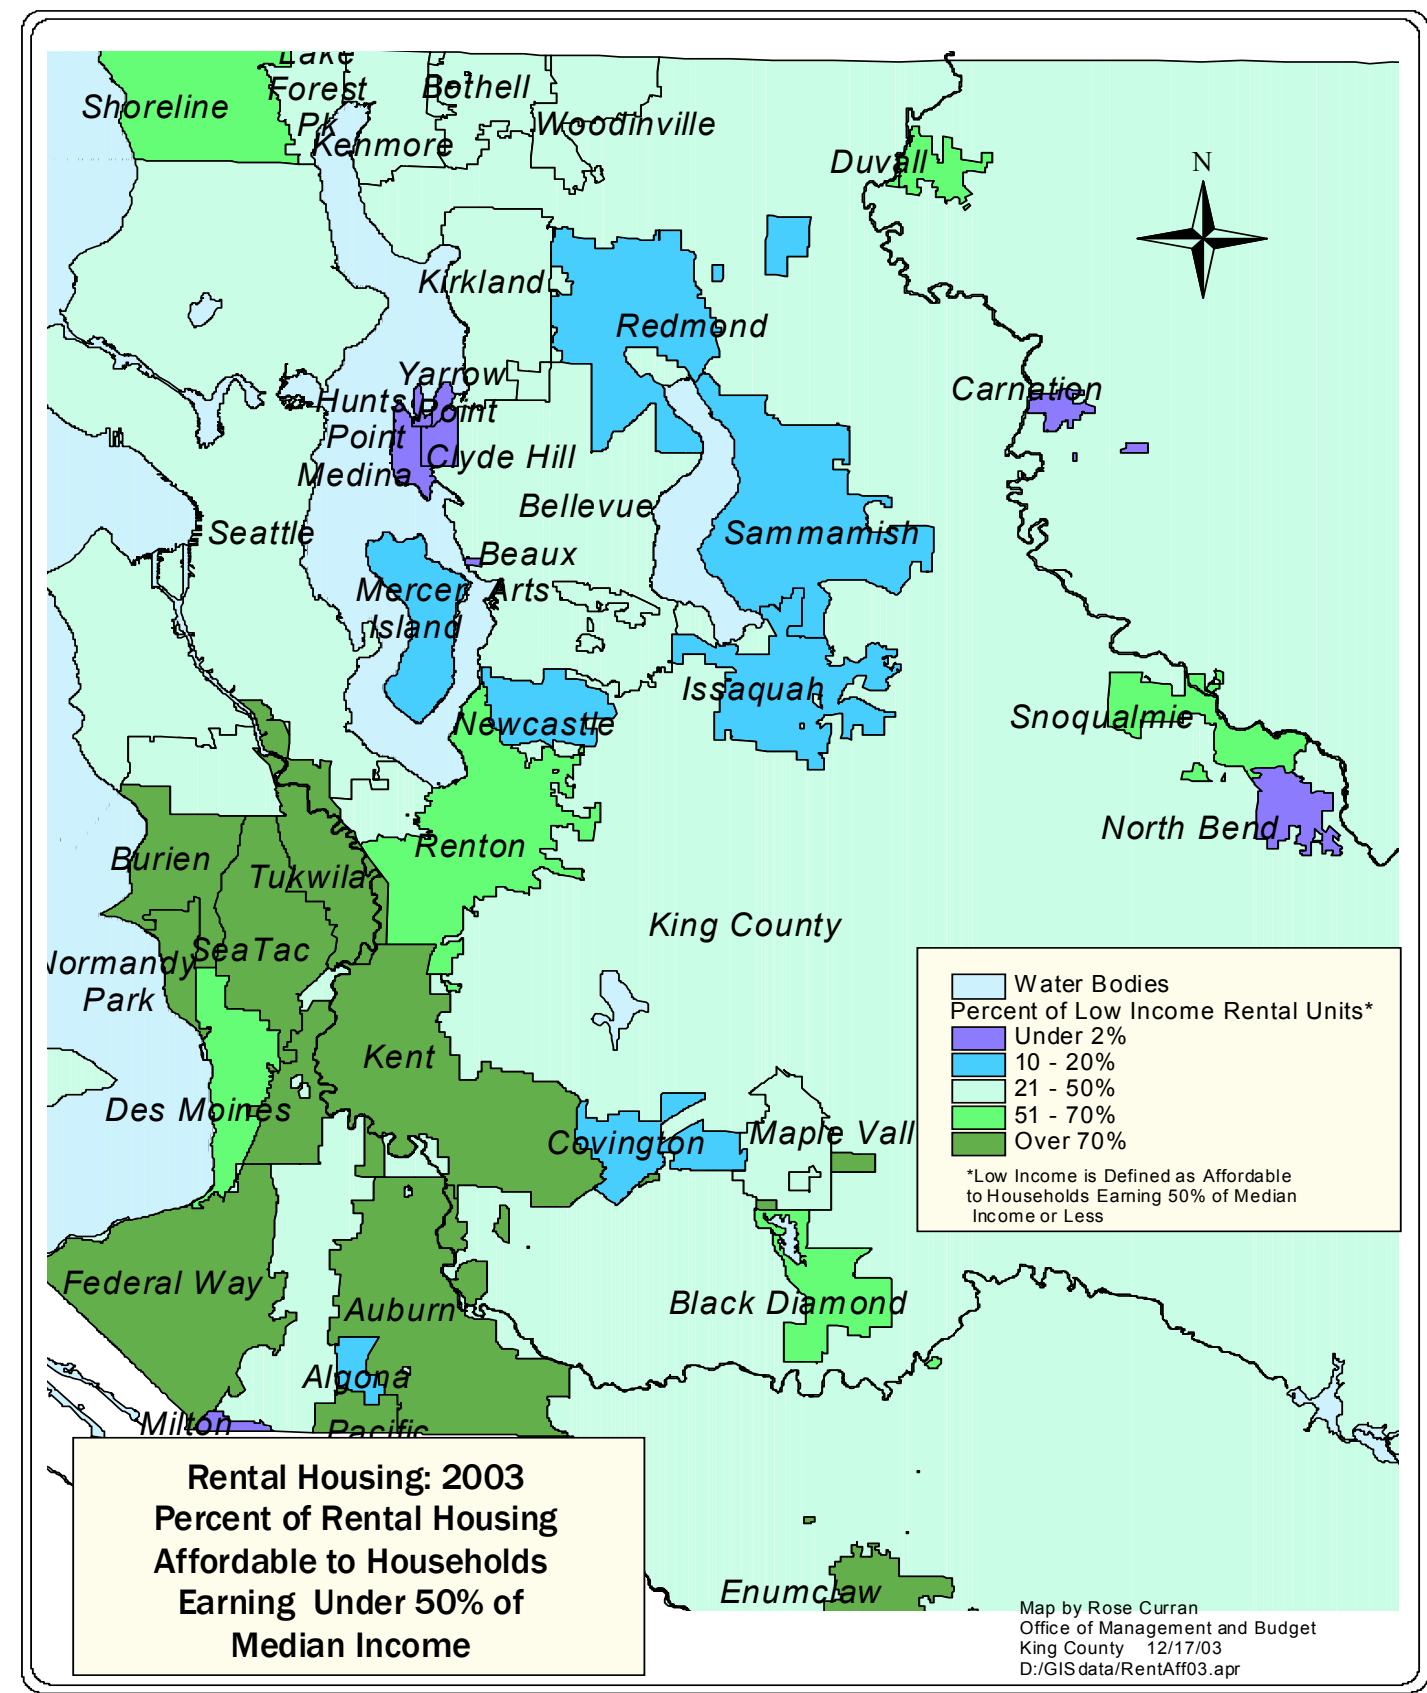 Lake
Forest
Pk
Bothell
Shoreline
Woodinville
Kenmore
Duvall
N
Kirkland
Redmond
Yarrow
Point
Carnation
Hunts
Point
Clyde Hill
Medina
Bellevue
Seattle
Sammamish
Beaux
Arts
Mercer
Island
Issaquah
Newcastle
Snoqualmie
North Bend
Renton
Burien
Tukwila
King County
SeaTac
Normandy
Park
Water Bodies
Percent of Low Income Rental Units*
Under 2%
10 - 20%
21 - 50%
51 - 70%
Over 70%
*Low Income is Defined as Affordable
to Households Earning 50% of Median
Income or Less
Kent
Des Moines
Covington
Maple Vall
Federal Way
Auburn
Black Diamond
Algona
Milton
Pacific
Rental Housing: 2003
Percent of Rental Housing
Affordable to Households
Earning Under 50% of
Median Income
Enumclaw
Map by Rose Curran
Office of Management and Budget
King County 12/17/03
D:/GISdata/RentAff03.apr